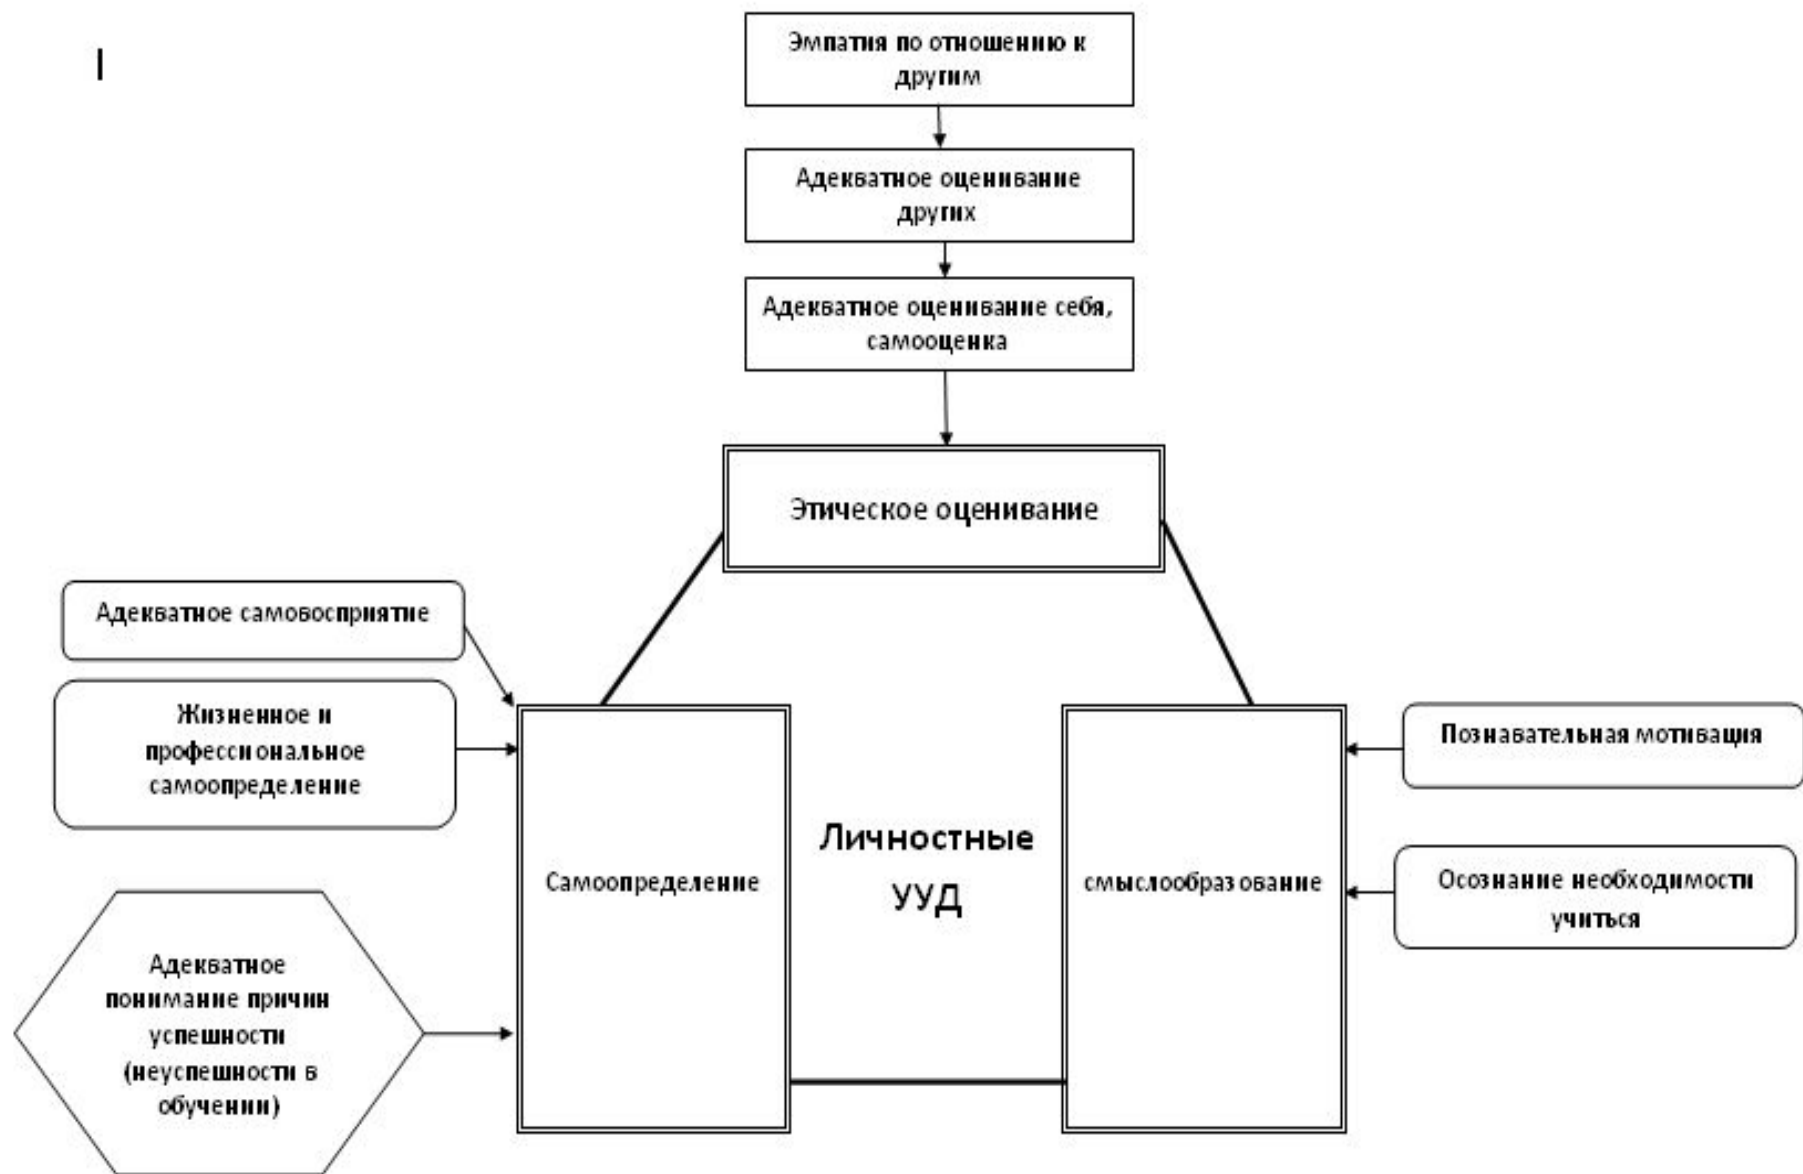 I
Эмпатия по отношению к
другим
Адекватное оценивание
других
Адекватное оценивание себя,
самооценка
Этическое оценивание
Адекватное самовосприятие
Жизненное и
профессиональное
самоопределение
Адекватное
понимание причин
успешности
(неуспешности в
обучении)
Самоопределение
Личностные
УУД
смыслообразование
Познавательная мотивация
Осознание необходимости
учиться